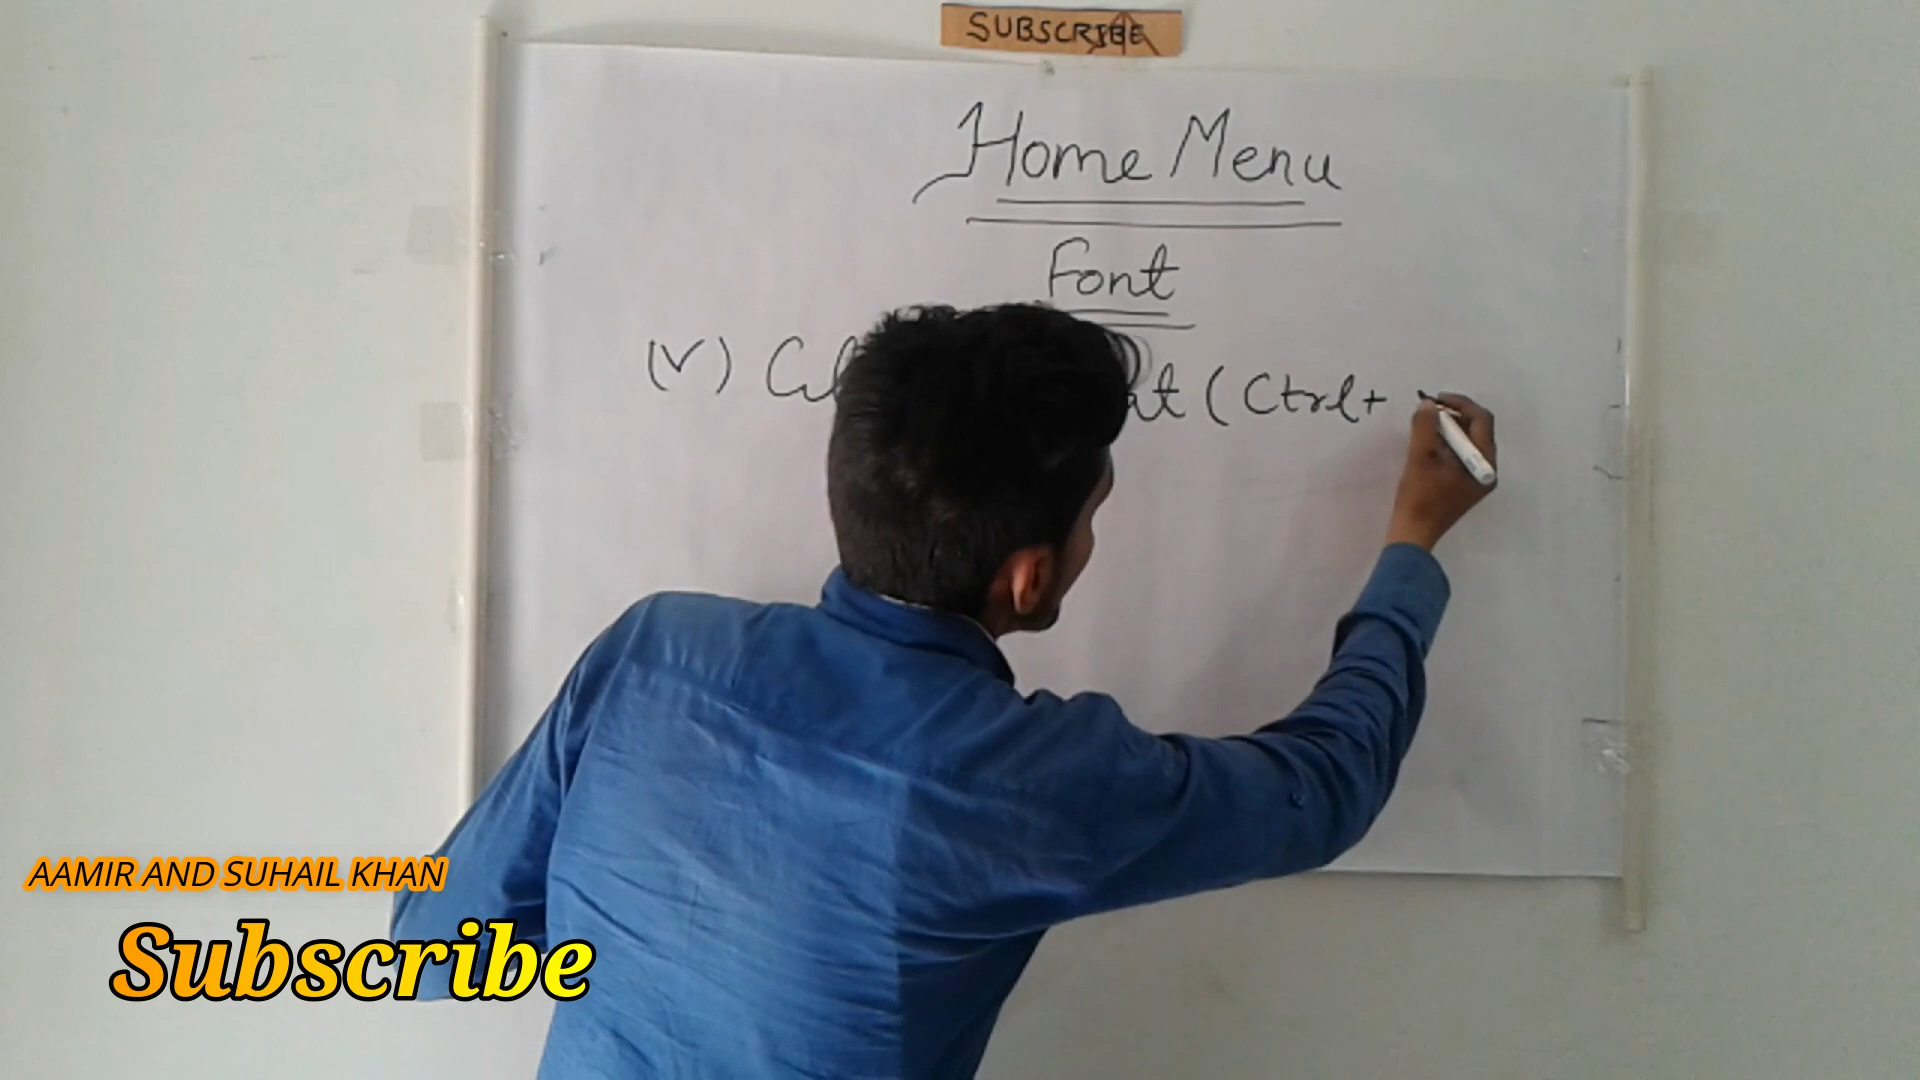 SUBSCRIBE
Home Menu
Font
(V) (Ctrl+
AAMIR AND SUHAIL KHAN
Subscribe